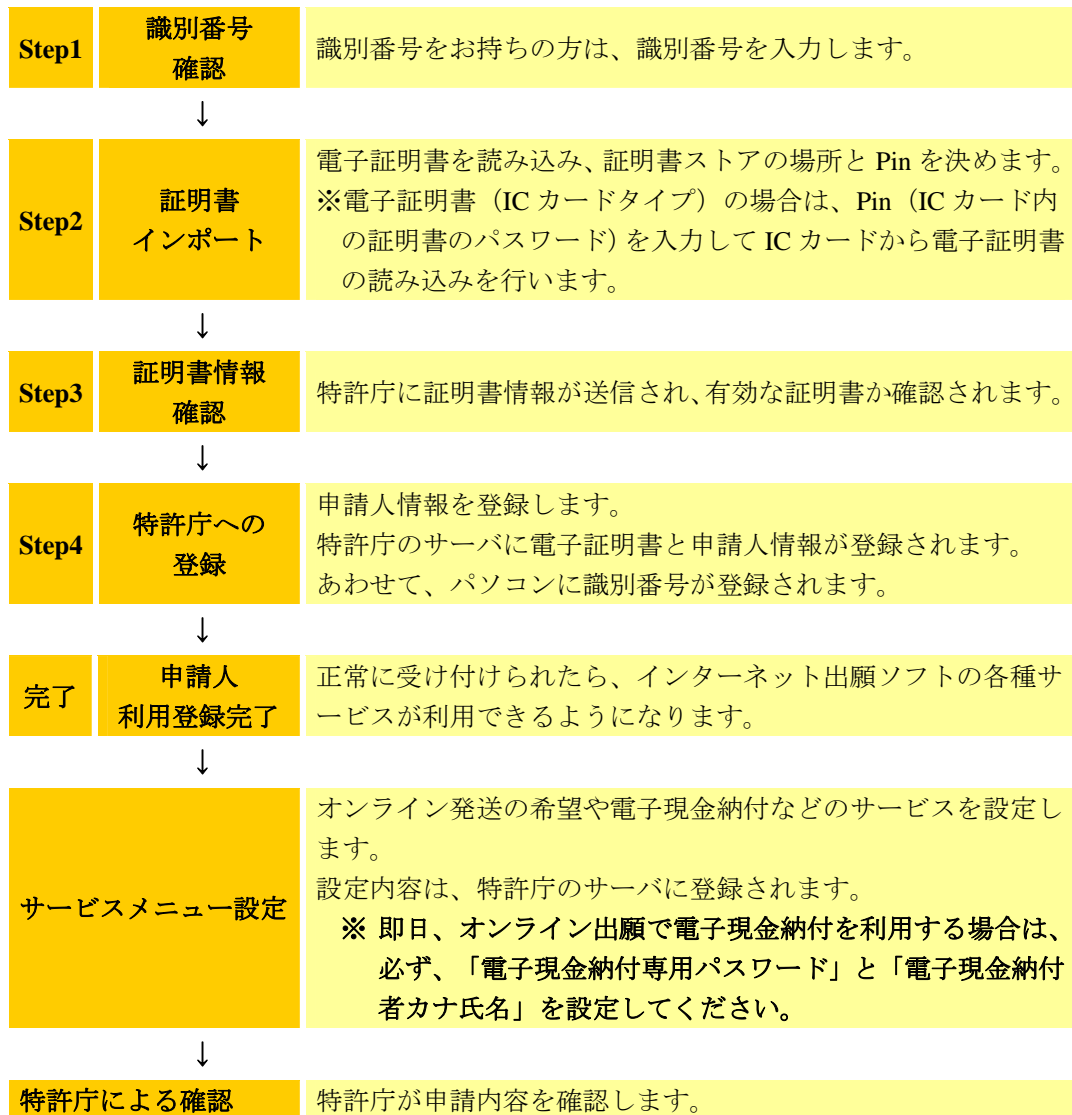 Step1
識別番号
確認
識別番号をお持ちの方は、識別番号を入力します。
↓
Step2
証明書
インポート
電子証明書を読み込み、証明書ストアの場所と Pin を決めます。
※電子証明書（IC カードタイプ）の場合は、Pin（IC カード内
の証明書のパスワード）を入力して IC カードから電子証明書
の読み込みを行います。
↓
Step3
証明書情報
確認
特許庁に証明書情報が送信され、有効な証明書か確認されます。
↓
Step4
特許庁への
登録
申請人情報を登録します。
特許庁のサーバに電子証明書と申請人情報が登録されます。
あわせて、パソコンに識別番号が登録されます。
↓
完了
申請人
利用登録完了
正常に受け付けられたら、インターネット出願ソフトの各種サ
ービスが利用できるようになります。
↓
サービスメニュー設定
オンライン発送の希望や電子現金納付などのサービスを設定し
ます。
設定内容は、特許庁のサーバに登録されます。
※ 即日、オンライン出願で電子現金納付を利用する場合は、
必ず、「電子現金納付専用パスワード」と「電子現金納付
者カナ氏名」を設定してください。
↓
特許庁による確認
特許庁が申請内容を確認します。